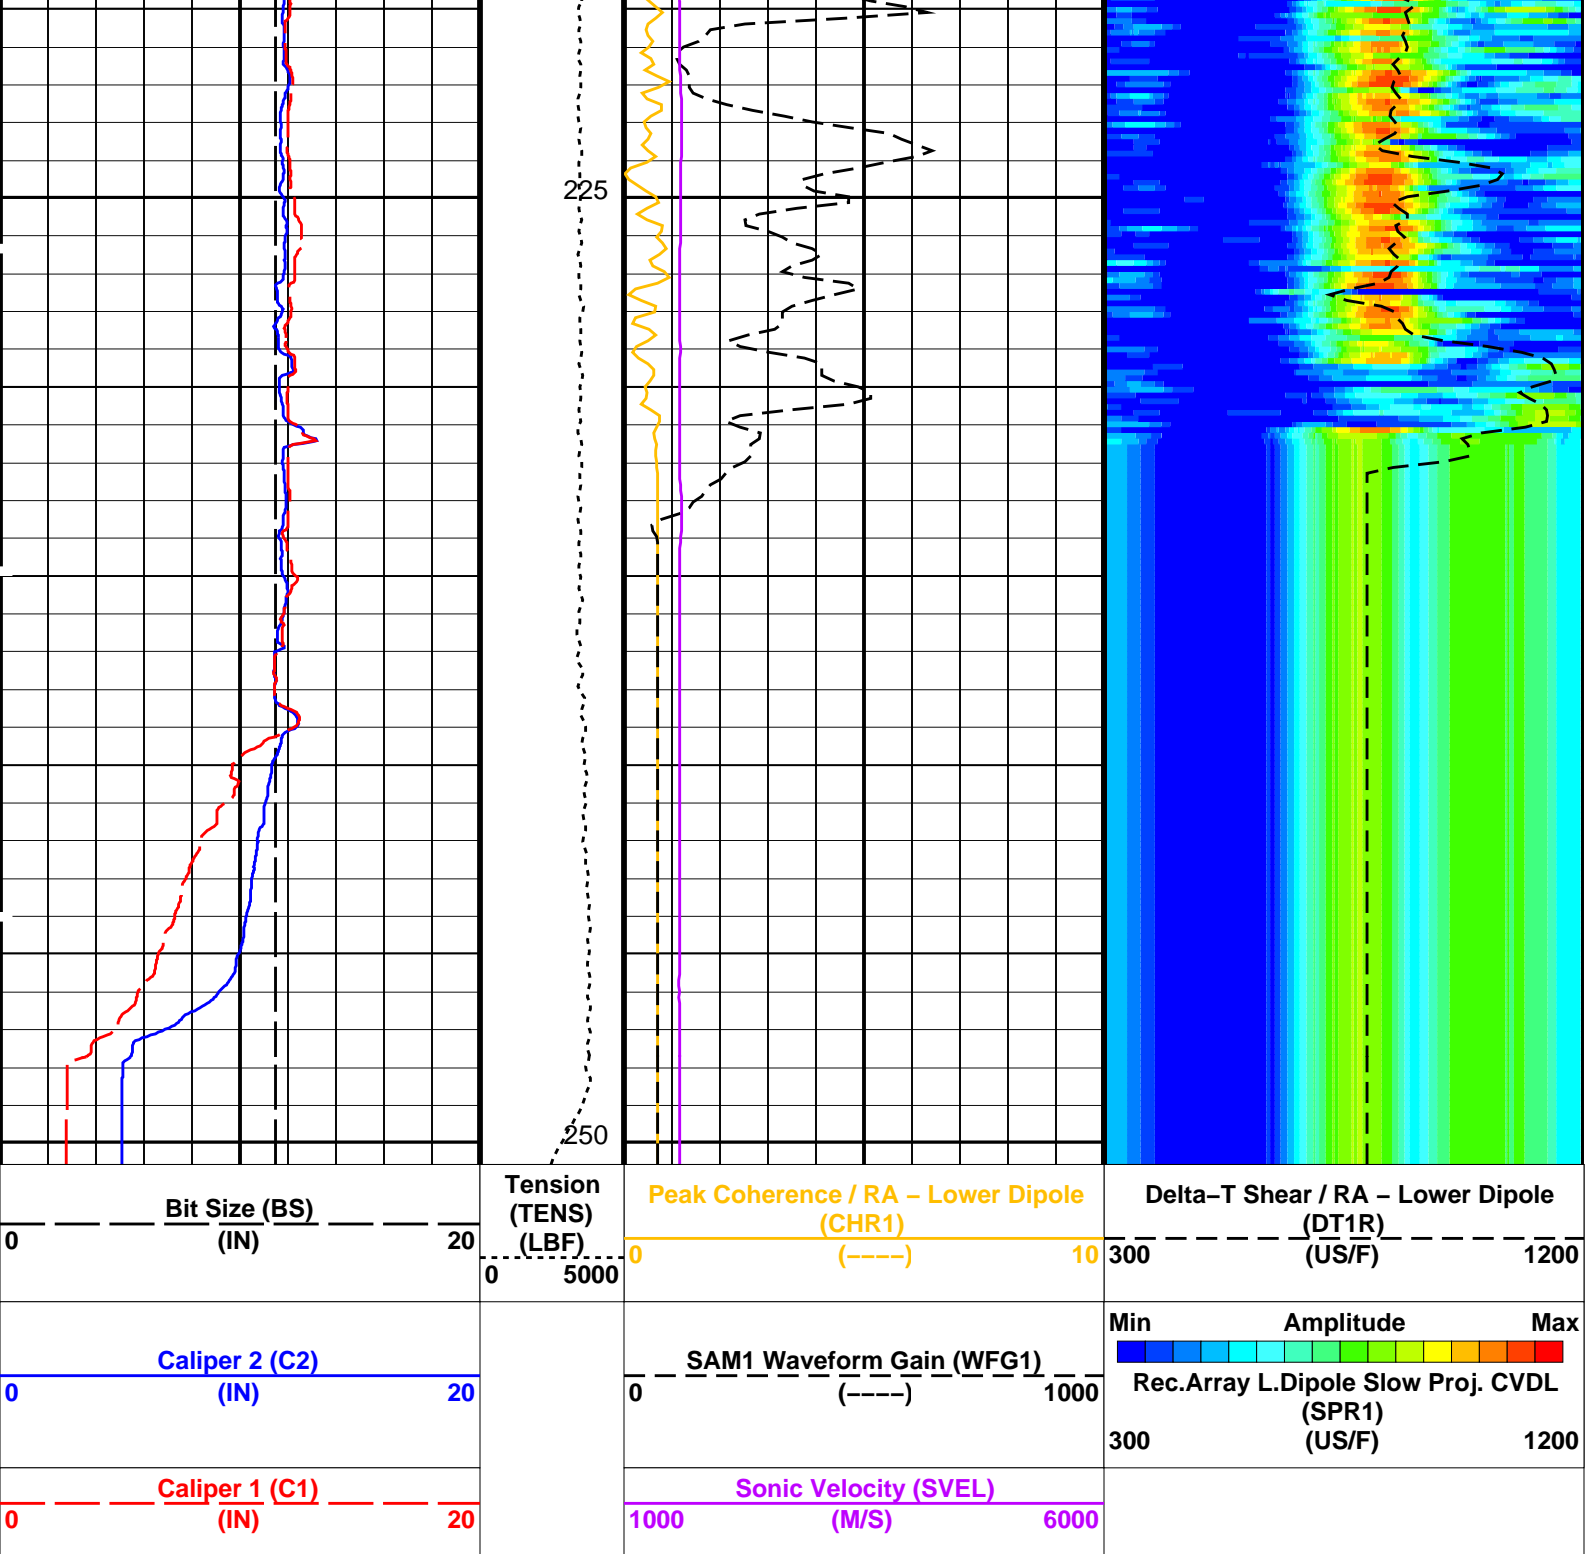 225
250
Bit Size (BS)
0 (IN) 20
Tension
(TENS)
(LBF)
0 5000
Peak Coherence / RA – Lower Dipole
(CHR1)
0 (––––) 10
Delta–T Shear / RA – Lower Dipole
(DT1R)
300 (US/F) 1200
Caliper 2 (C2)
0 (IN) 20
SAM1 Waveform Gain (WFG1)
0 (––––) 1000
Min Amplitude Max
Rec.Array L.Dipole Slow Proj. CVDL
(SPR1)
300 (US/F) 1200
Caliper 1 (C1)
0 (IN) 20
Sonic Velocity (SVEL)
1000 (M/S) 6000